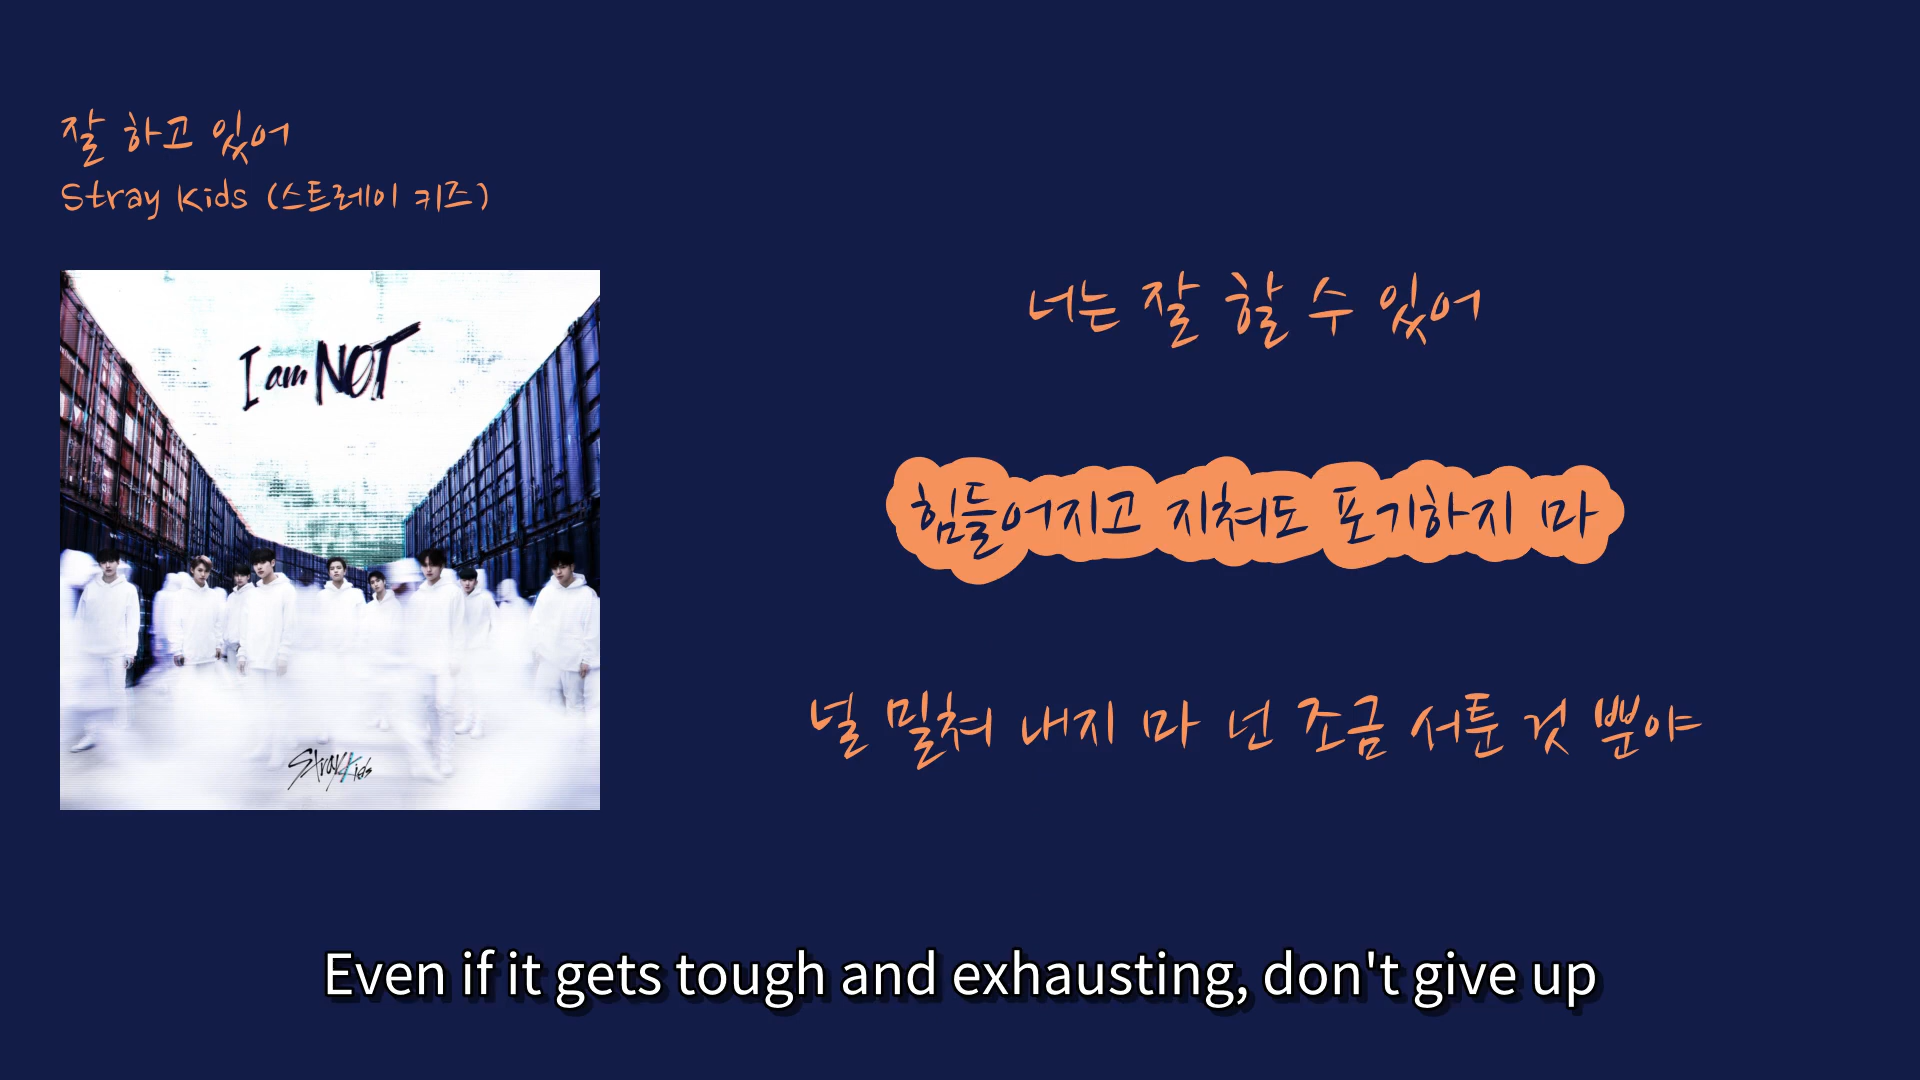 잘 하고 있어
Stray Kids (스트레이 키즈)
I am NOT
Stray Kids
너는 잘 할 수 있어
힘들어지고 지쳐도 포기하지 마
널 밀쳐 내지 마 넌 조금 서툰 것 뿐야
Even if it gets tough and exhausting, don't give up